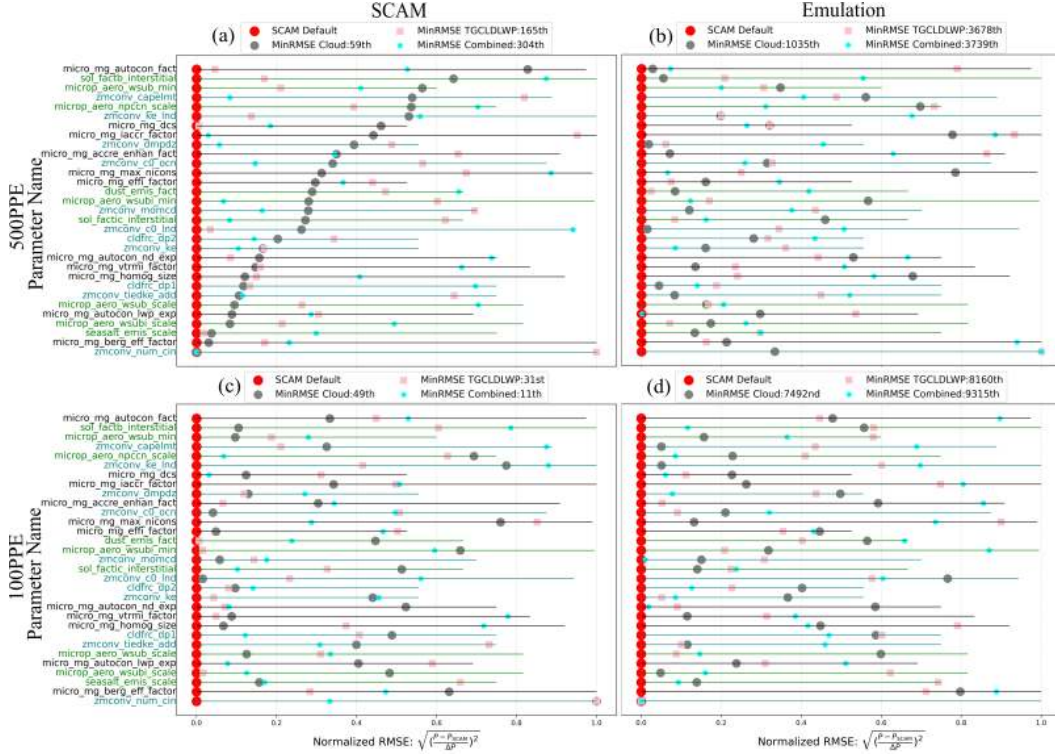 SCAM
Emulation
(a)
SCAM Default
MinRMSE TGCLDLWP:165th
MinRMSE Cloud:59th
MinRMSE Combined:304th
(b)
SCAM Default
MinRMSE TGCLDLWP:3678th
MinRMSE Cloud:1035th
MinRMSE Combined:3739th
500PPE
Parameter Name
micro_mg_autocon_fact
sol_factb_interstitial
microp_aero_wsub_min
zmconv_capelmt
microp_aero_npccn_scale
zmconv_ke_lnd
micro_mg_dcs
micro_mg_iaccr_factor
zmconv_dmpdz
micro_mg_accre_enhan_fact
zmconv_c0_ocn
micro_mg_max_nicons
micro_mg_effi_factor
dust_emis_fact
microp_aero_wsubi_min
zmconv_momcd
sol_factic_interstitial
zmconv_c0_lnd
cldfrc_dp2
zmconv_ke
micro_mg_autocon_nd_exp
micro_mg_vtrmi_factor
micro_mg_homog_size
cldfrc_dp1
zmconv_tiedke_add
microp_aero_wsub_scale
micro_mg_autocon_lwp_exp
microp_aero_wsubi_scale
seasalt_emis_scale
micro_mg_berg_eff_factor
zmconv_num_cin
(c)
SCAM Default
MinRMSE TGCLDLWP:31st
MinRMSE Cloud:49th
MinRMSE Combined:11th
(d)
SCAM Default
MinRMSE TGCLDLWP:8160th
MinRMSE Cloud:7492nd
MinRMSE Combined:9315th
100PPE
Parameter Name
micro_mg_autocon_fact
sol_factb_interstitial
microp_aero_wsub_min
zmconv_capelmt
microp_aero_npccn_scale
zmconv_ke_lnd
micro_mg_dcs
micro_mg_iaccr_factor
zmconv_dmpdz
micro_mg_accre_enhan_fact
zmconv_c0_ocn
micro_mg_max_nicons
micro_mg_effi_factor
dust_emis_fact
microp_aero_wsubi_min
zmconv_momcd
sol_factic_interstitial
zmconv_c0_lnd
cldfrc_dp2
zmconv_ke
micro_mg_autocon_nd_exp
micro_mg_vtrmi_factor
micro_mg_homog_size
cldfrc_dp1
zmconv_tiedke_add
microp_aero_wsub_scale
micro_mg_autocon_lwp_exp
microp_aero_wsubi_scale
seasalt_emis_scale
micro_mg_berg_eff_factor
zmconv_num_cin
0.0 0.2 0.4 0.6 0.8 1.0
0.0 0.2 0.4 0.6 0.8 1.0
Normalized RMSE: √((P − Pscam)/ΔP)²
Normalized RMSE: √((P − Pscam)/ΔP)²